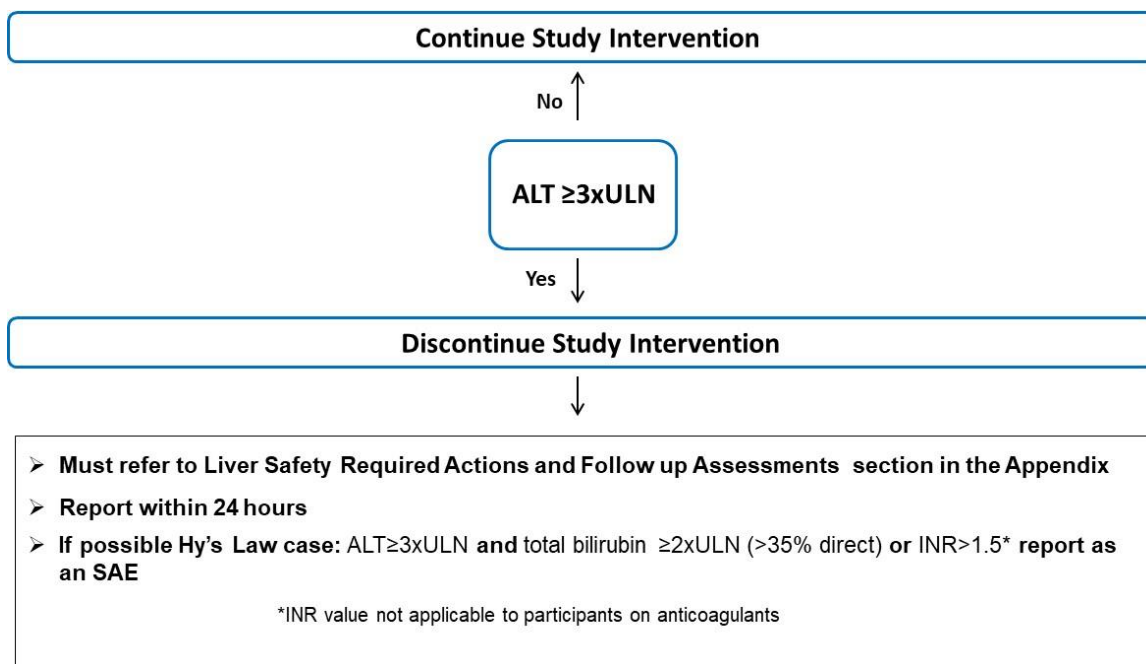 Continue Study Intervention
No
ALT ≥3xULN
Yes
Discontinue Study Intervention
➢ Must refer to Liver Safety Required Actions and Follow up Assessments section in the Appendix
➢ Report within 24 hours
➢ If possible Hy's Law case: ALT≥3xULN and total bilirubin ≥2xULN (>35% direct) or INR>1.5* report as
an SAE
*INR value not applicable to participants on anticoagulants